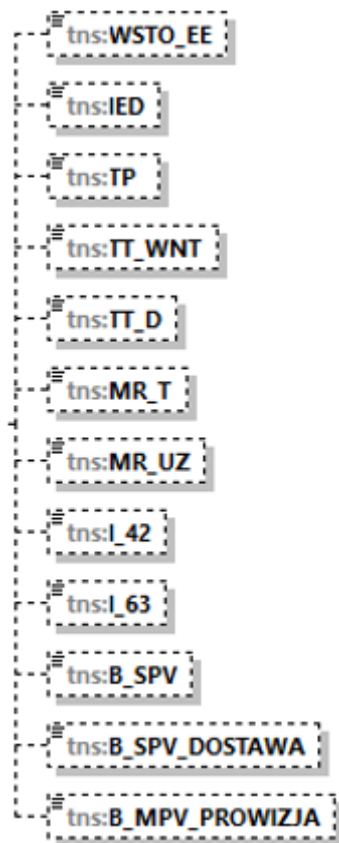 tns:WSTO_EE
tns:IED
tns:TP
tns:TT_WNT
tns:TT_D
tns:MR_T
tns:MR_UZ
tns:I_42
tns:I_63
tns:B_SPV
tns:B_SPV_DOSTAWA
tns:B_MPV_PROWIZJA